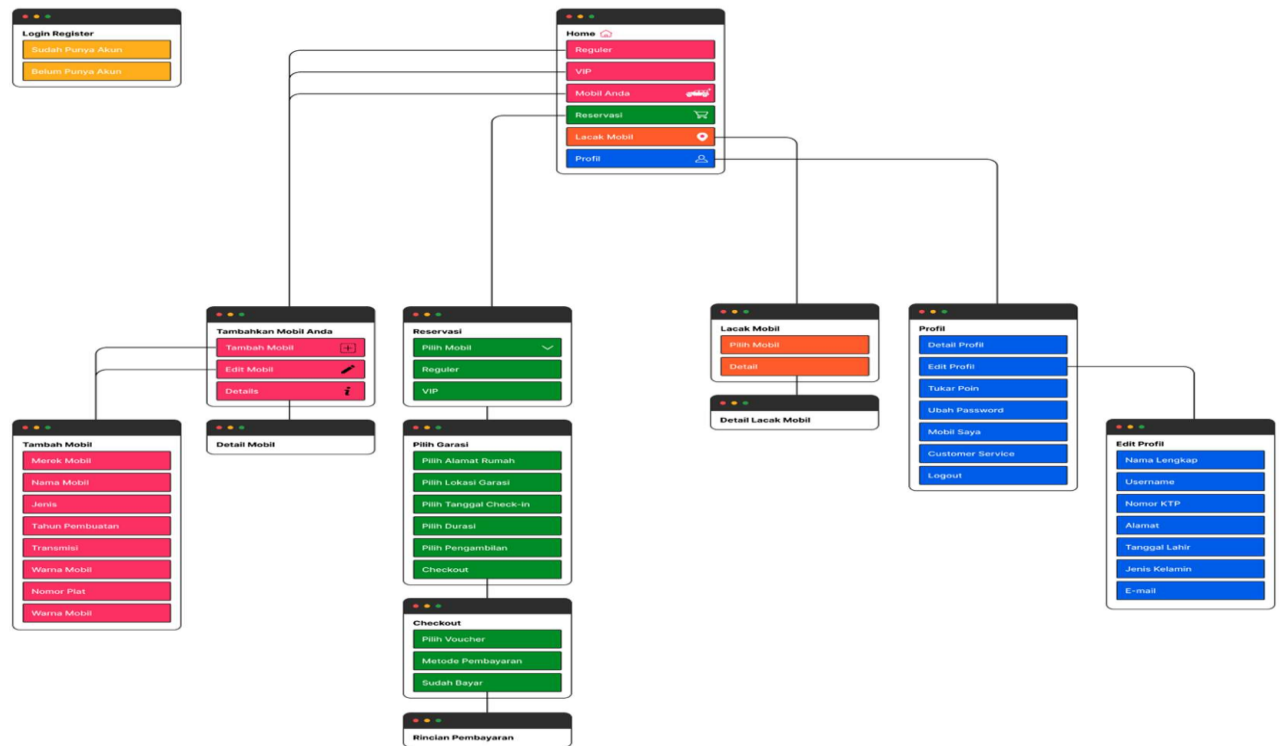 Login Register
Sudah Punya Akun
Belum Punya Akun
Home
Reguler
VIP
Mobil Anda
Reservasi
Lacak Mobil
Profil
Tambahkan Mobil Anda
Tambah Mobil
Edit Mobil
Details
Reservasi
Pilih Mobil
Reguler
VIP
Lacak Mobil
Pilih Mobil
Detail
Detail Lacak Mobil
Profil
Detail Profil
Edit Profil
Tukar Poin
Ubah Password
Mobil Saya
Customer Service
Logout
Tambah Mobil
Merek Mobil
Nama Mobil
Jenis
Tahun Pembuatan
Transmisi
Warna Mobil
Nomor Plat
Warna Mobil
Detail Mobil
Pilih Garasi
Pilih Alamat Rumah
Pilih Lokasi Garasi
Pilih Tanggal Check-in
Pilih Durasi
Pilih Pengambilan
Checkout
Edit Profil
Nama Lengkap
Username
Nomor KTP
Alamat
Tanggal Lahir
Jenis Kelamin
E-mail
Checkout
Pilih Voucher
Metode Pembayaran
Sudah Bayar
Rincian Pembayaran